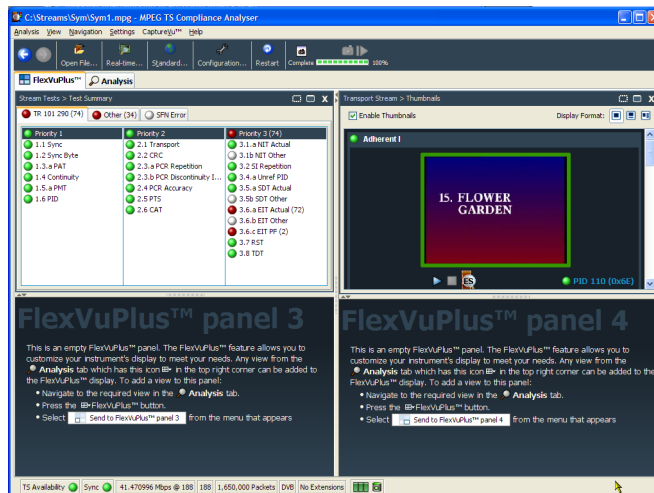 C:\Streams\Sym\Sym1.mpg - MPEG TS Compliance Analyser
Analysis View Navigation Settings CaptureVu™ Help
Open File... Real-time... Standard... Configuration... Restart Complete 100%
FlexVuPlus™ Analysis
Stream Tests > Test Summary
TR 101 290 (74) Other (34) SFN Error
Priority 1
1.1 Sync
1.2 Sync Byte
1.3.a PAT
1.4 Continuity
1.5.a PMT
1.6 PID
Priority 2
2.1 Transport
2.2 CRC
2.3.a PCR Repetition
2.3.b PCR Discontinuity I...
2.4 PCR Accuracy
2.5 PTS
2.6 CAT
Priority 3 (74)
3.1.a NIT Actual
3.1b NIT Other
3.2 SI Repetition
3.4.a Unref PID
3.5.a SDT Actual
3.5b SDT Other
3.6.a EIT Actual (72)
3.6.b EIT Other
3.6.c EIT PF (2)
3.7 RST
3.8 TDT
Transport Stream > Thumbnails
Enable Thumbnails Display Format:
Adherent I
15. FLOWER
GARDEN
ES PID 110 (0x6E)
FlexVuPlus™ panel 3
This is an empty FlexVuPlus™ panel. The FlexVuPlus™ feature allows you to
customize your instrument's display to meet your needs. Any view from the
Analysis tab which has this icon in the top right corner can be added to
the FlexVuPlus™ display. To add a view to this panel:
• Navigate to the required view in the Analysis tab.
• Press the FlexVuPlus™ button.
• Select Send to FlexVuPlus™ panel 3 from the menu that appears
FlexVuPlus™ panel 4
This is an empty FlexVuPlus™ panel. The FlexVuPlus™ feature allows you to
customize your instrument's display to meet your needs. Any view from the
Analysis tab which has this icon in the top right corner can be added to the
FlexVuPlus™ display. To add a view to this panel:
• Navigate to the required view in the Analysis tab.
• Press the FlexVuPlus™ button.
• Select Send to FlexVuPlus™ panel 4 from the menu that appears
TS Availability Sync 41.470996 Mbps @ 188 188 1,650,000 Packets DVB No Extensions